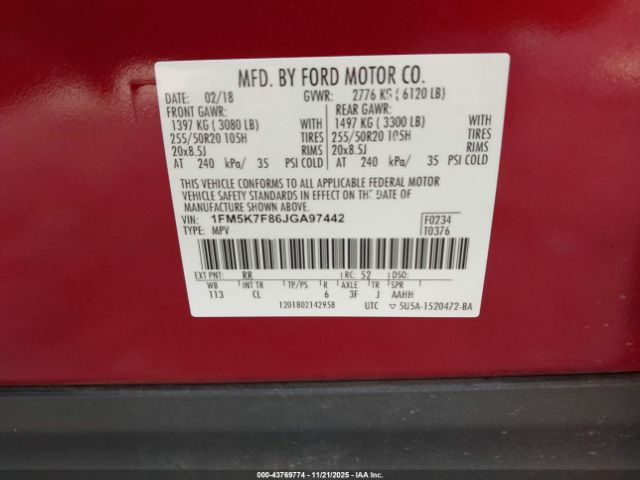 MFD. BY FORD MOTOR CO.
DATE: 02/18 GVWR: 2776 KG ( 6120 LB)
FRONT GAWR: REAR GAWR:
1397 KG ( 3080 LB) WITH 1497 KG ( 3300 LB) WITH
255/50R20 105H TIRES 255/50R20 105H TIRES
20x8.5J RIMS 20x8.5J RIMS
AT 240 kPa/ 35 PSI COLD AT 240 kPa/ 35 PSI COLD
THIS VEHICLE CONFORMS TO ALL APPLICABLE FEDERAL MOTOR
VEHICLE SAFETY STANDARDS IN EFFECT ON THE DATE OF
MANUFACTURE SHOWN ABOVE.
VIN: 1FM5K7F86JGA97442 F0234
TYPE: MPV T0376
EXT PNT: RR RC: 52 DSO:
WB INT TR TP/PS R AXLE TR SPR
113 CL 6 3F J AAHH
1201802142958 UTC 5U5A-1520472-BA
IAA - 43769774 | 11/21/2025 - IAAI.COM